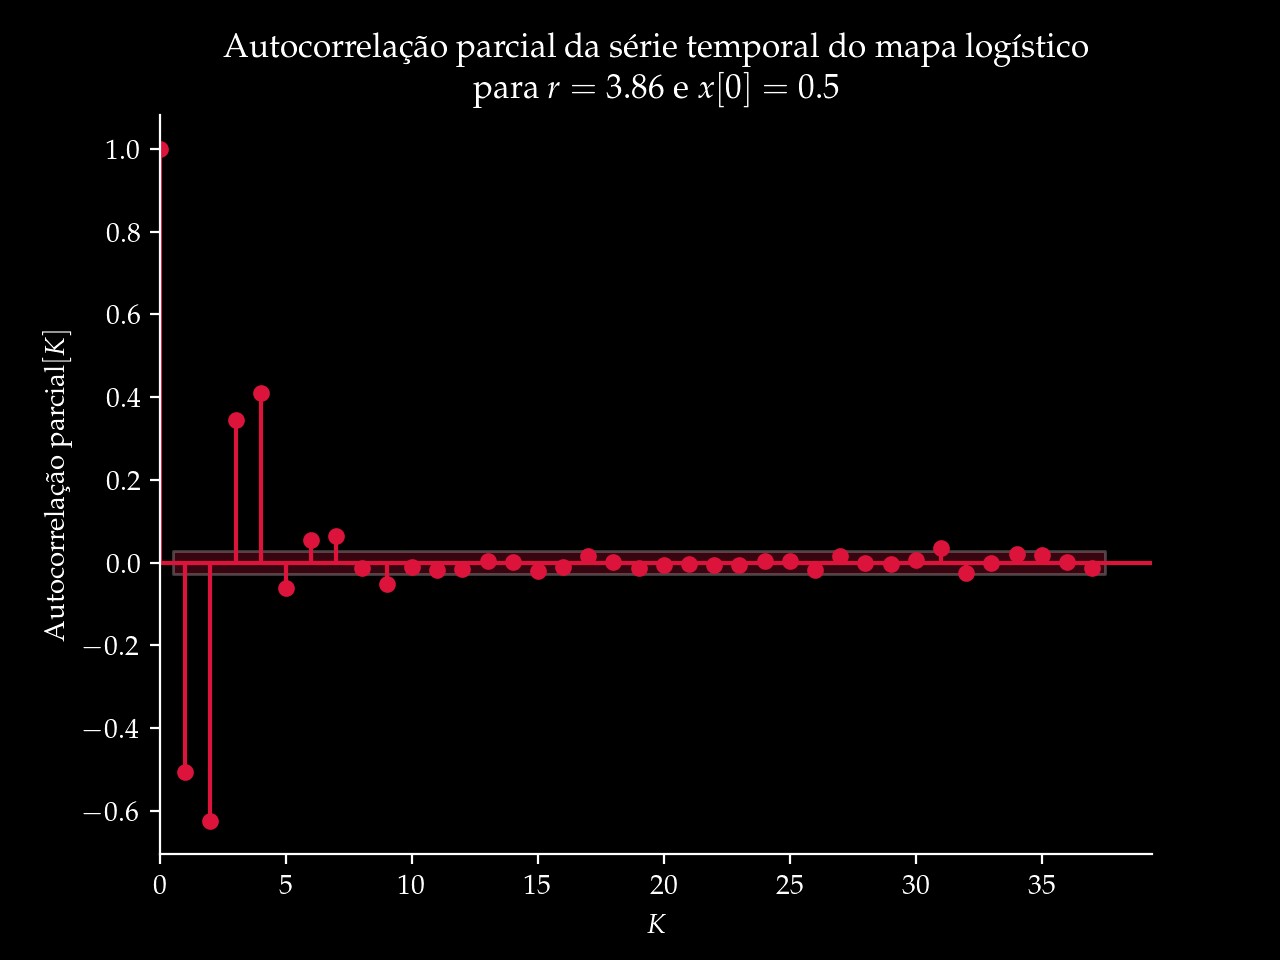 Autocorrelação parcial da série temporal do mapa logístico
para r = 3.86 e x[0] = 0.5
Autocorrelação parcial[K]
1.0
0.8
0.6
0.4
0.2
0.0
−0.2
−0.4
−0.6
0 5 10 15 20 25 30 35
K